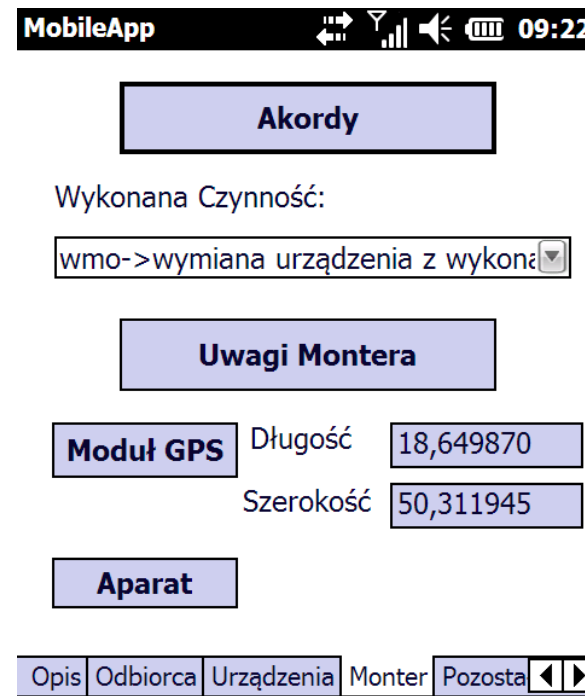 MobileApp 09:22
Akordy
Wykonana Czynność:
wmo->wymiana urządzenia z wykona
Uwagi Montera
Moduł GPS Długość 18,649870
Szerokość 50,311945
Aparat
Opis Odbiorca Urządzenia Monter Pozosta